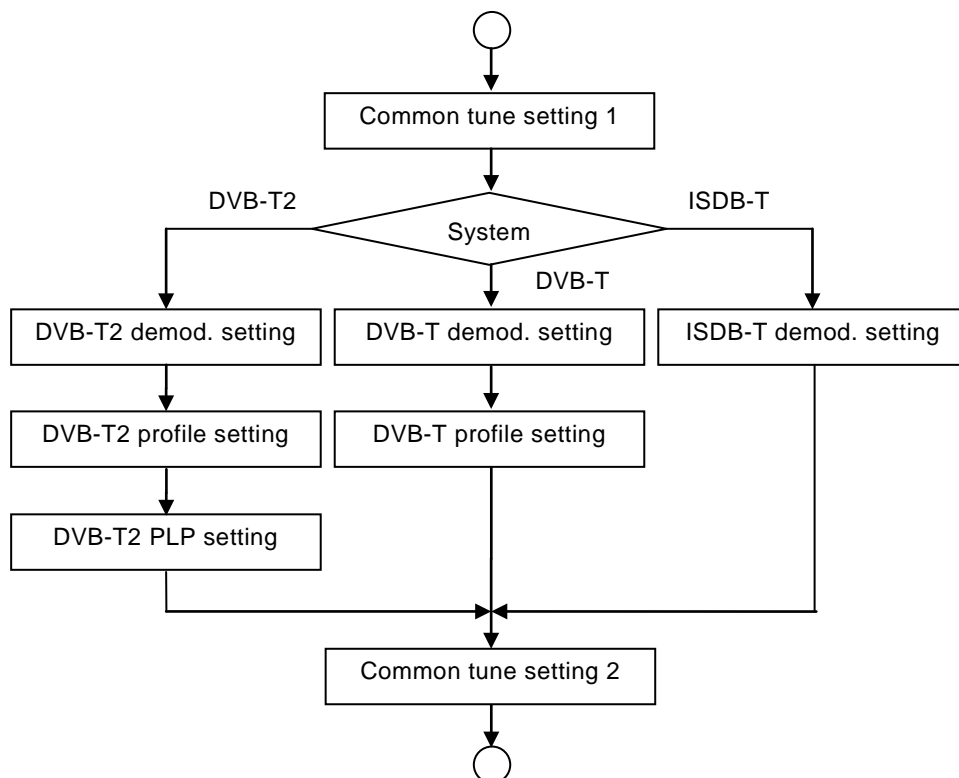 Common tune setting 1
DVB-T2
ISDB-T
System
DVB-T
DVB-T2 demod. setting
DVB-T demod. setting
ISDB-T demod. setting
DVB-T2 profile setting
DVB-T profile setting
DVB-T2 PLP setting
Common tune setting 2